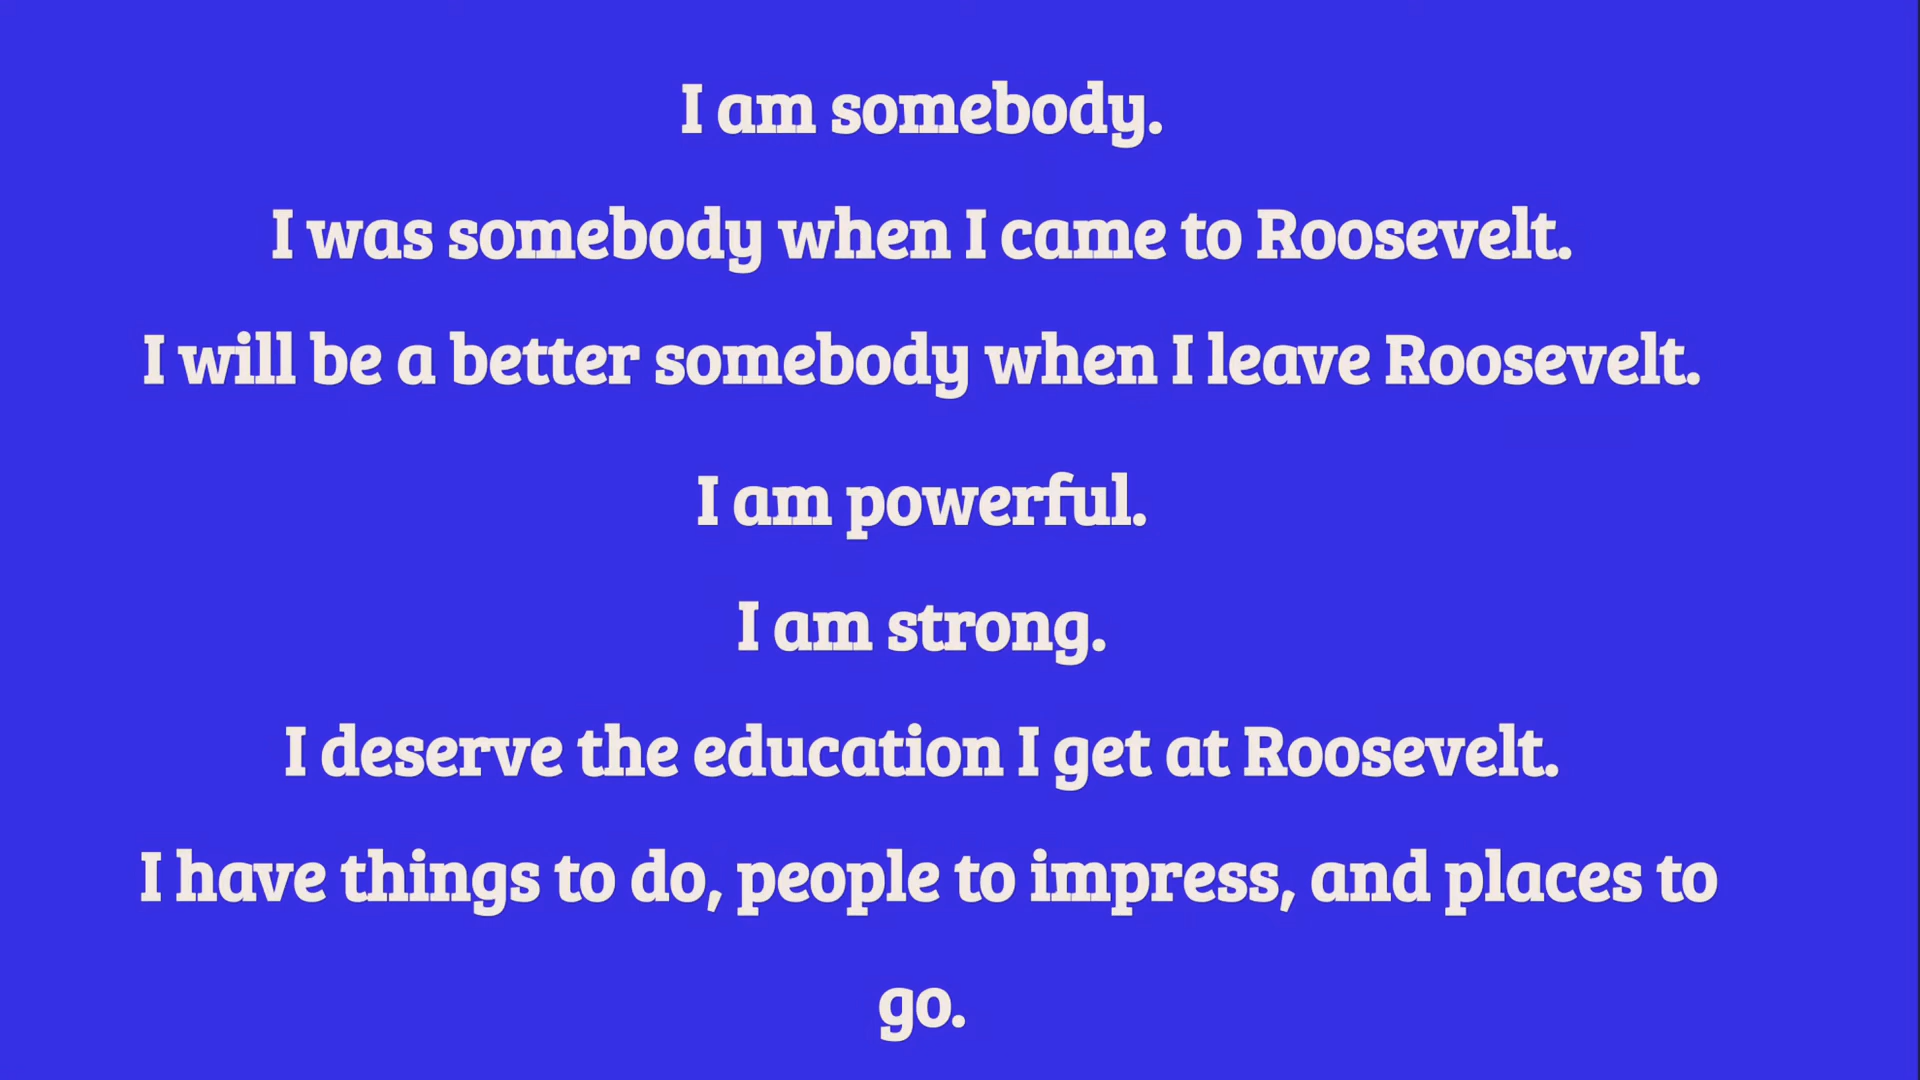 I am somebody.
I was somebody when I came to Roosevelt.
I will be a better somebody when I leave Roosevelt.
I am powerful.
I am strong.
I deserve the education I get at Roosevelt.
I have things to do, people to impress, and places to
go.